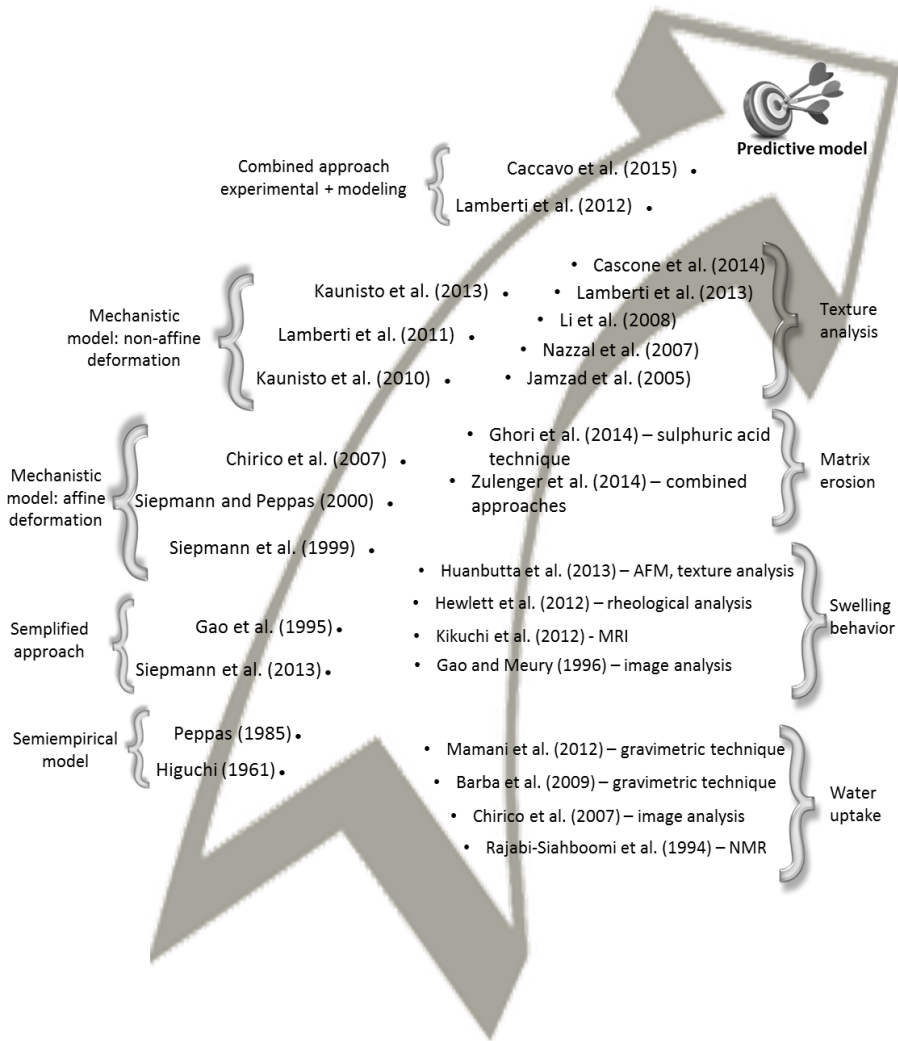 Predictive model
Combined approach
experimental + modeling
Caccavo et al. (2015) •
Lamberti et al. (2012) •
Mechanistic
model: non-affine
deformation
Kaunisto et al. (2013) •
Lamberti et al. (2011) •
Kaunisto et al. (2010) •
• Cascone et al. (2014)
• Lamberti et al. (2013)
• Li et al. (2008)
• Nazzal et al. (2007)
• Jamzad et al. (2005)
Texture
analysis
Mechanistic
model: affine
deformation
Chirico et al. (2007) •
Siepmann and Peppas (2000) •
Siepmann et al. (1999) •
• Ghori et al. (2014) – sulphuric acid
technique
• Zulenger et al. (2014) – combined
approaches
Matrix
erosion
Semplified
approach
Gao et al. (1995) •
Siepmann et al. (2013) •
• Huanbutta et al. (2013) – AFM, texture analysis
• Hewlett et al. (2012) – rheological analysis
• Kikuchi et al. (2012) - MRI
• Gao and Meury (1996) – image analysis
Swelling
behavior
Semiempirical
model
Peppas (1985) •
Higuchi (1961) •
• Mamani et al. (2012) – gravimetric technique
• Barba et al. (2009) – gravimetric technique
• Chirico et al. (2007) – image analysis
• Rajabi-Siahboomi et al. (1994) – NMR
Water
uptake